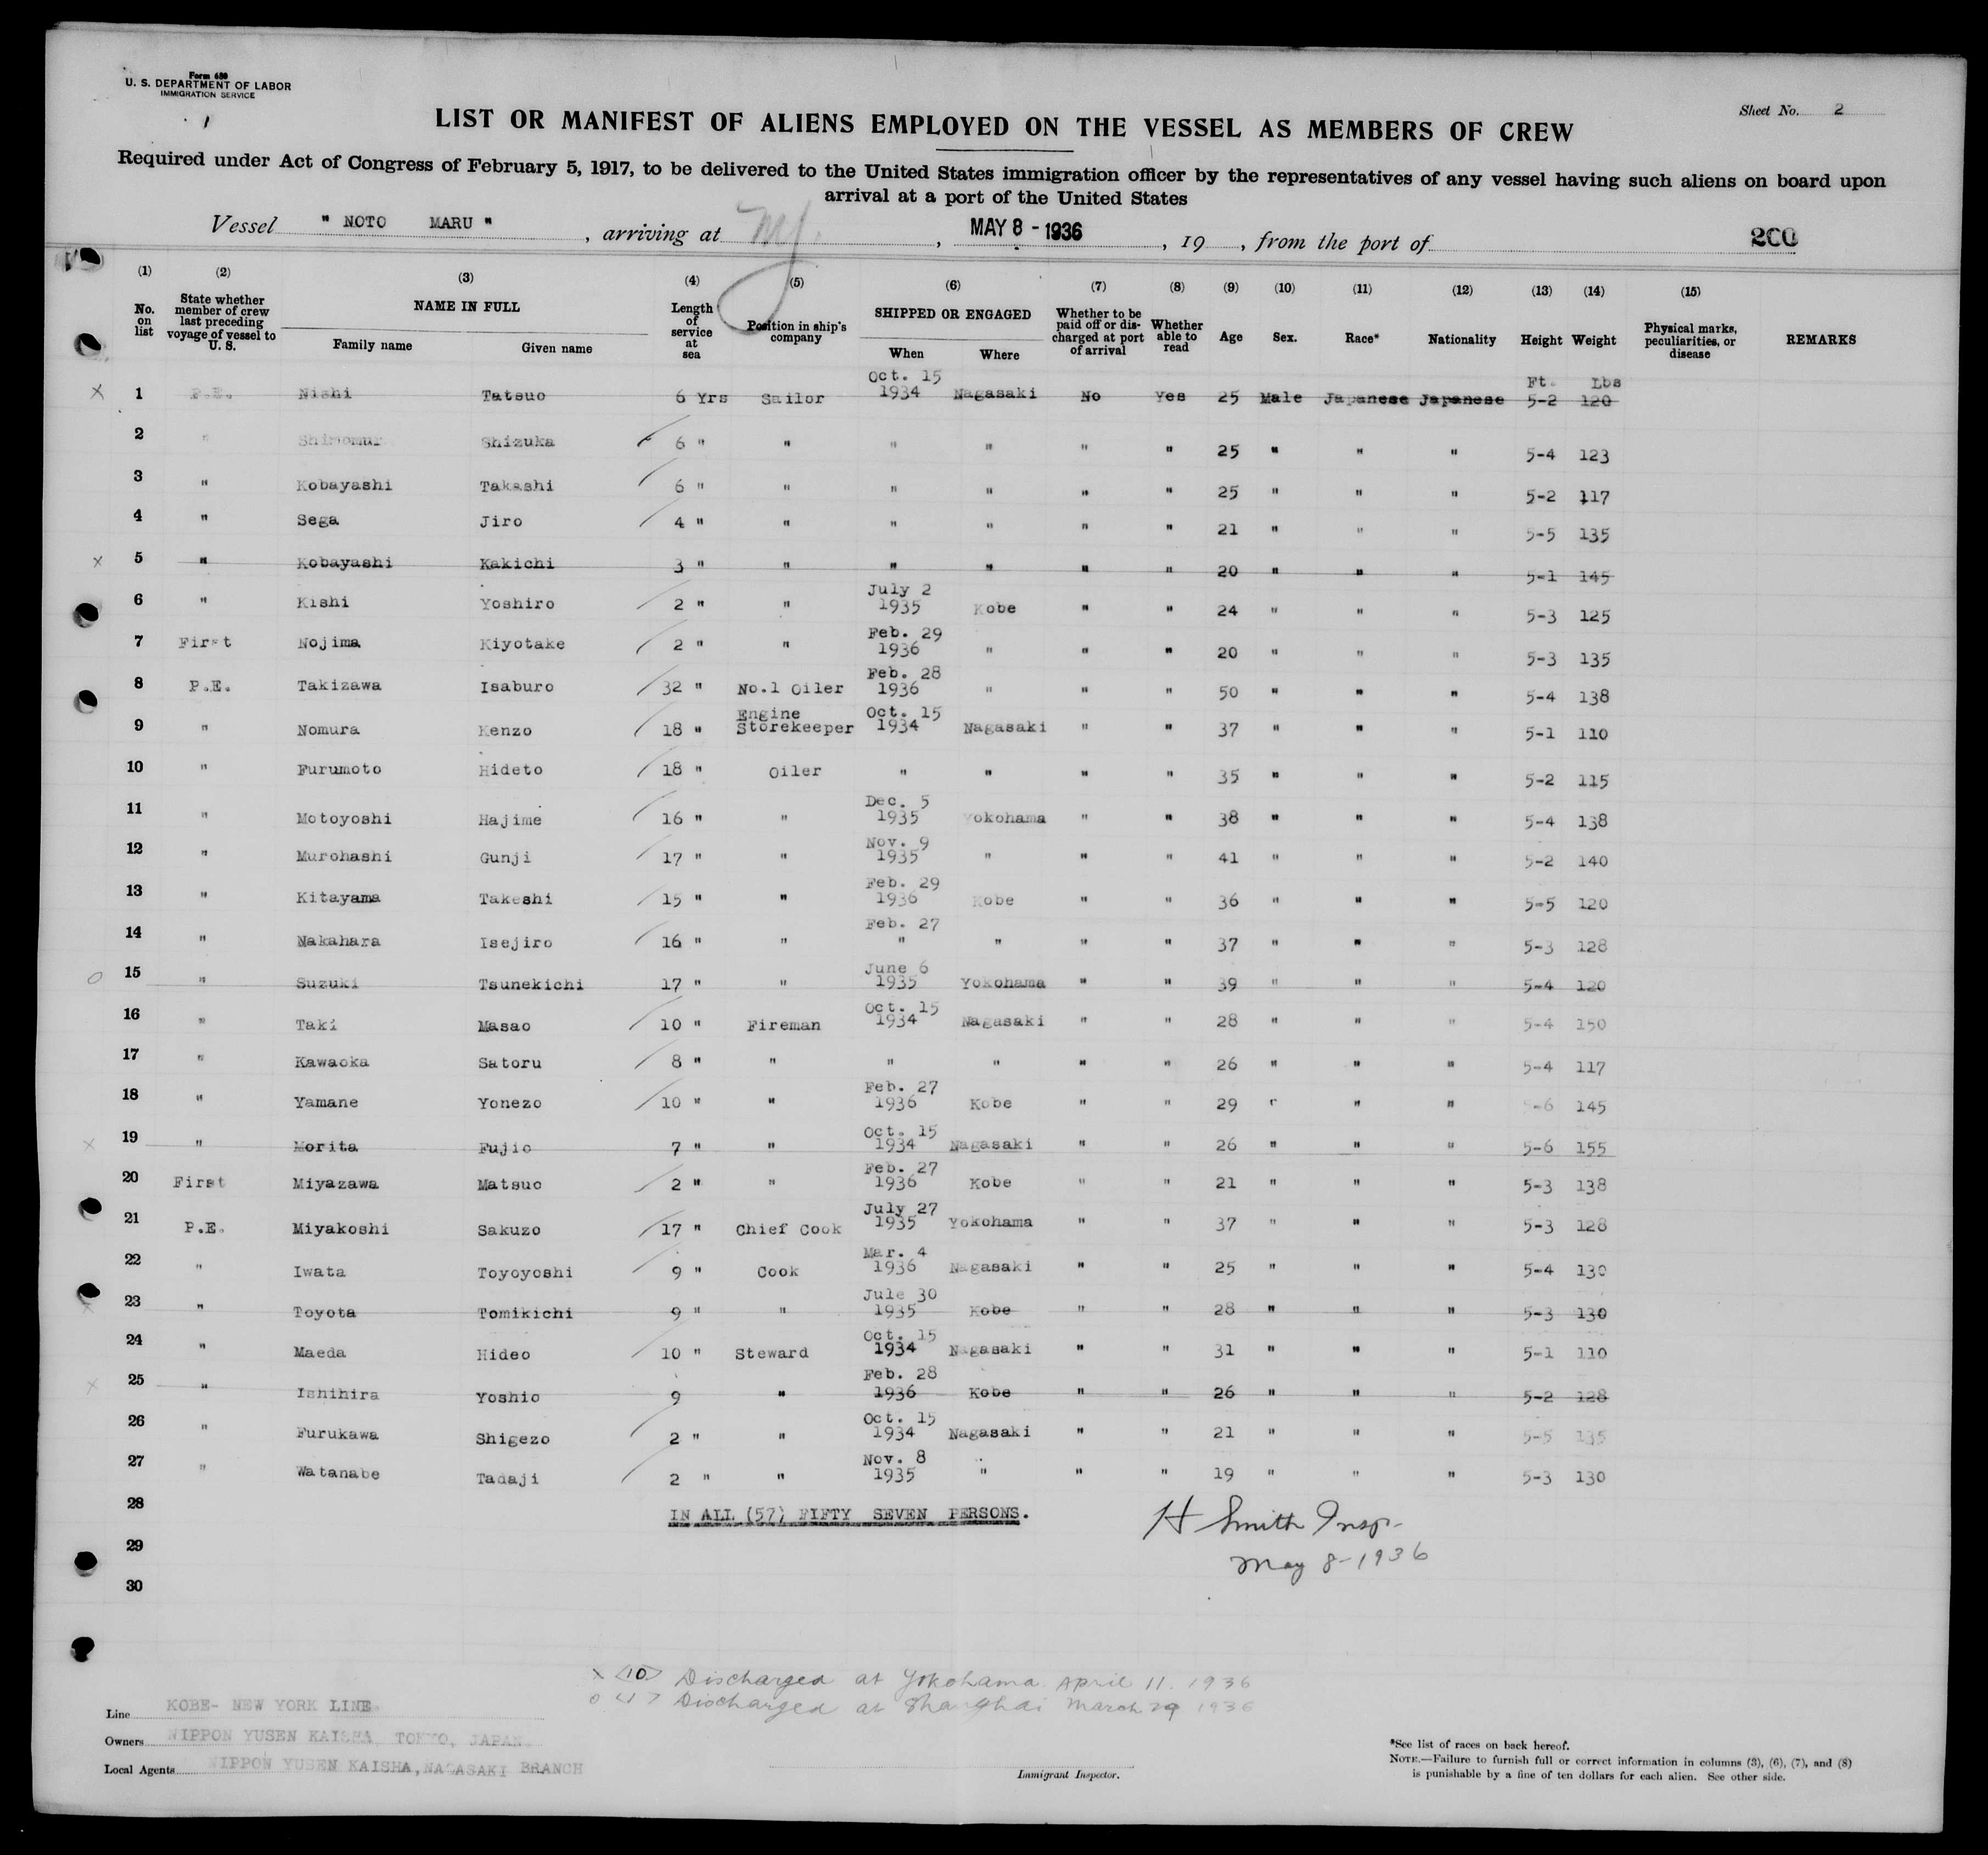 Form 680
U. S. DEPARTMENT OF LABOR
IMMIGRATION SERVICE
Sheet No. 2
LIST OR MANIFEST OF ALIENS EMPLOYED ON THE VESSEL AS MEMBERS OF CREW
Required under Act of Congress of February 5, 1917, to be delivered to the United States immigration officer by the representatives of any vessel having such aliens on board upon
arrival at a port of the United States
Vessel " NOTO MARU " , arriving at NY. , MAY 8 - 1936 , 19 , from the port of 200
(1) (2) (3) (4) (5) (6) (7) (8) (9) (10) (11) (12) (13) (14) (15)
No. on list | State whether member of crew last preceding voyage of vessel to U. S. | NAME IN FULL Family name Given name | Length of service at sea | Position in ship's company | SHIPPED OR ENGAGED When Where | Whether to be paid off or discharged at port of arrival | Whether able to read | Age | Sex. | Race* | Nationality | Height | Weight | Physical marks, peculiarities, or disease | REMARKS
x 1 P.E. Nishi Tatsuo 6 Yrs Sailor Oct. 15 1934 Nagasaki No Yes 25 Male Japanese Japanese Ft. 5-2 Lbs 120
2 " Shimomur Shizuka 6 " " " " " " 25 " " " 5-4 123
3 " Kobayashi Takashi 6 " " " " " " 25 " " " 5-2 117
4 " Sega Jiro 4 " " " " " " 21 " " " 5-5 135
x 5 " Kobayashi Kakichi 3 " " " " " " 20 " " " 5-1 145
6 " Kishi Yoshiro 2 " " July 2 1935 Kobe " " 24 " " " 5-3 125
7 First Nojima Kiyotake 2 " " Feb. 29 1936 " " " 20 " " " 5-3 135
8 P.E. Takizawa Isaburo 32 " No.1 Oiler Feb. 28 1936 " " " 50 " " " 5-4 138
9 " Nomura Kenzo 18 " Engine Storekeeper Oct. 15 1934 Nagasaki " " 37 " " " 5-1 110
10 " Furumoto Hideto 18 " Oiler " " " " 35 " " " 5-2 115
11 " Motoyoshi Hajime 16 " " Dec. 5 1935 Yokohama " " 38 " " " 5-4 138
12 " Murohashi Gunji 17 " " Nov. 9 1935 " " " 41 " " " 5-2 140
13 " Kitayama Takeshi 15 " " Feb. 29 1936 Kobe " " 36 " " " 5-5 120
14 " Nakahara Isejiro 16 " " Feb. 27 " " " " 37 " " " 5-3 128
o 15 " Suzuki Tsunekichi 17 " " June 6 1935 Yokohama " " 39 " " " 5-4 120
16 " Taki Masao 10 " Fireman Oct. 15 1934 Nagasaki " " 28 " " " 5-4 150
17 " Kawaoka Satoru 8 " " " " " " 26 " " " 5-4 117
18 " Yamane Yonezo 10 " " Feb. 27 1936 Kobe " " 29 " " " 5-6 145
x 19 " Morita Fujio 7 " " Oct. 15 1934 Nagasaki " " 26 " " " 5-6 155
20 First Miyazawa Matsuo 2 " " Feb. 27 1936 Kobe " " 21 " " " 5-3 138
21 P.E. Miyakoshi Sakuzo 17 " Chief Cook July 27 1935 Yokohama " " 37 " " " 5-3 128
22 " Iwata Toyoyoshi 9 " Cook Mar. 4 1936 Nagasaki " " 25 " " " 5-4 130
x 23 " Toyota Tomikichi 9 " " Jule 30 1935 Kobe " " 28 " " " 5-3 130
24 " Maeda Hideo 10 " Steward Oct. 15 1934 Nagasaki " " 31 " " " 5-1 110
x 25 " Ishihira Yoshio 9 " Feb. 28 1936 Kobe " " 26 " " " 5-2 128
26 " Furukawa Shigezo 2 " " Oct. 15 1934 Nagasaki " " 21 " " " 5-5 135
27 " Watanabe Tadaji 2 " " Nov. 8 1935 " " " 19 " " " 5-3 130
28 IN ALL (57) FIFTY SEVEN PERSONS.
H Smith Insp.
29
May 8-1936
30
x (10) Discharged at Yokohama April 11. 1936
o (1) Discharged at Shanghai March 29 1936
Line KOBE- NEW YORK LINE.
Owners NIPPON YUSEN KAISHA, TOKYO, JAPAN.
Local Agents NIPPON YUSEN KAISHA, NAGASAKI BRANCH
Immigrant Inspector.
*See list of races on back hereof.
NOTE.—Failure to furnish full or correct information in columns (3), (6), (7), and (8)
is punishable by a fine of ten dollars for each alien. See other side.